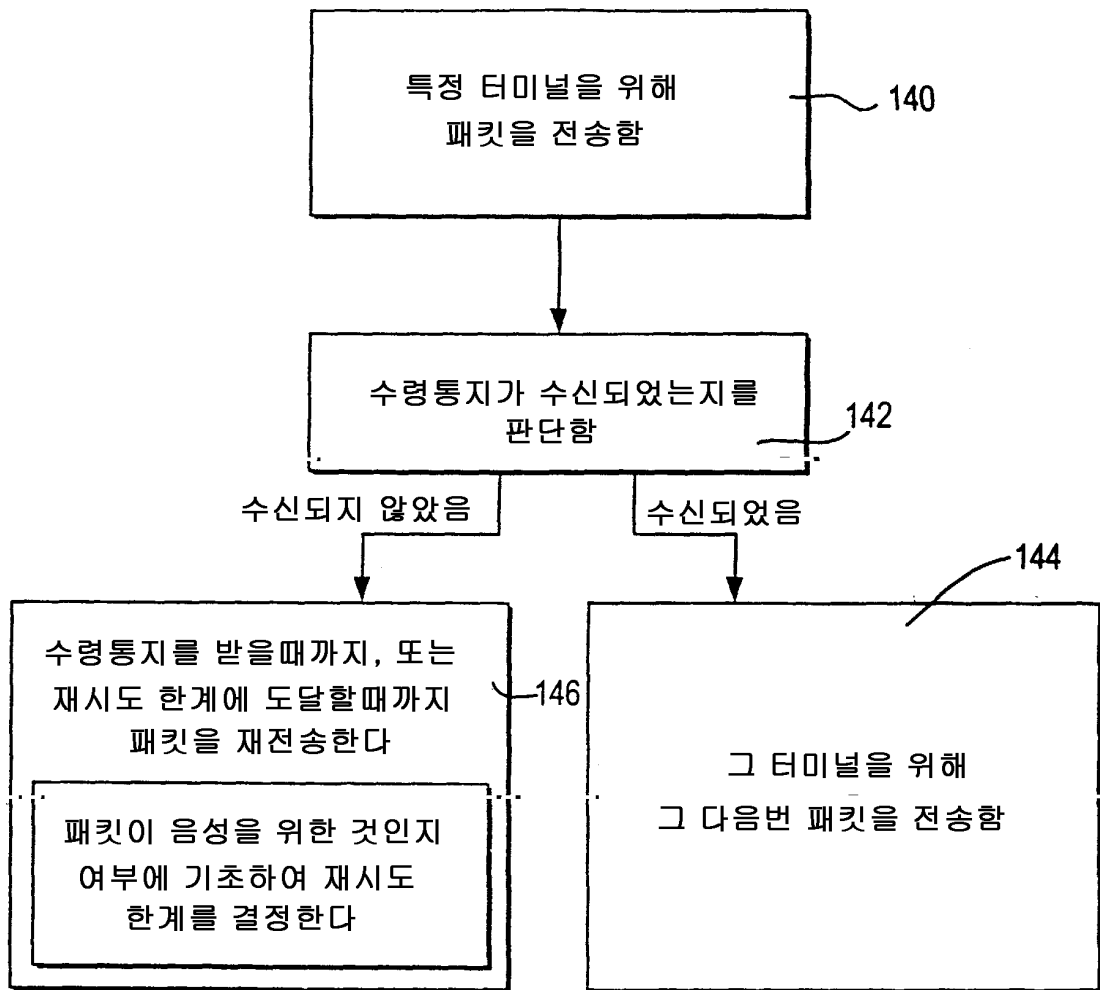 특정 터미널을 위해
패킷을 전송함
140
수령통지가 수신되었는지를
판단함
142
수신되지 않았음
수신되었음
144
수령통지를 받을때까지, 또는
재시도 한계에 도달할때까지
패킷을 재전송한다
146
패킷이 음성을 위한 것인지
여부에 기초하여 재시도
한계를 결정한다
그 터미널을 위해
그 다음번 패킷을 전송함